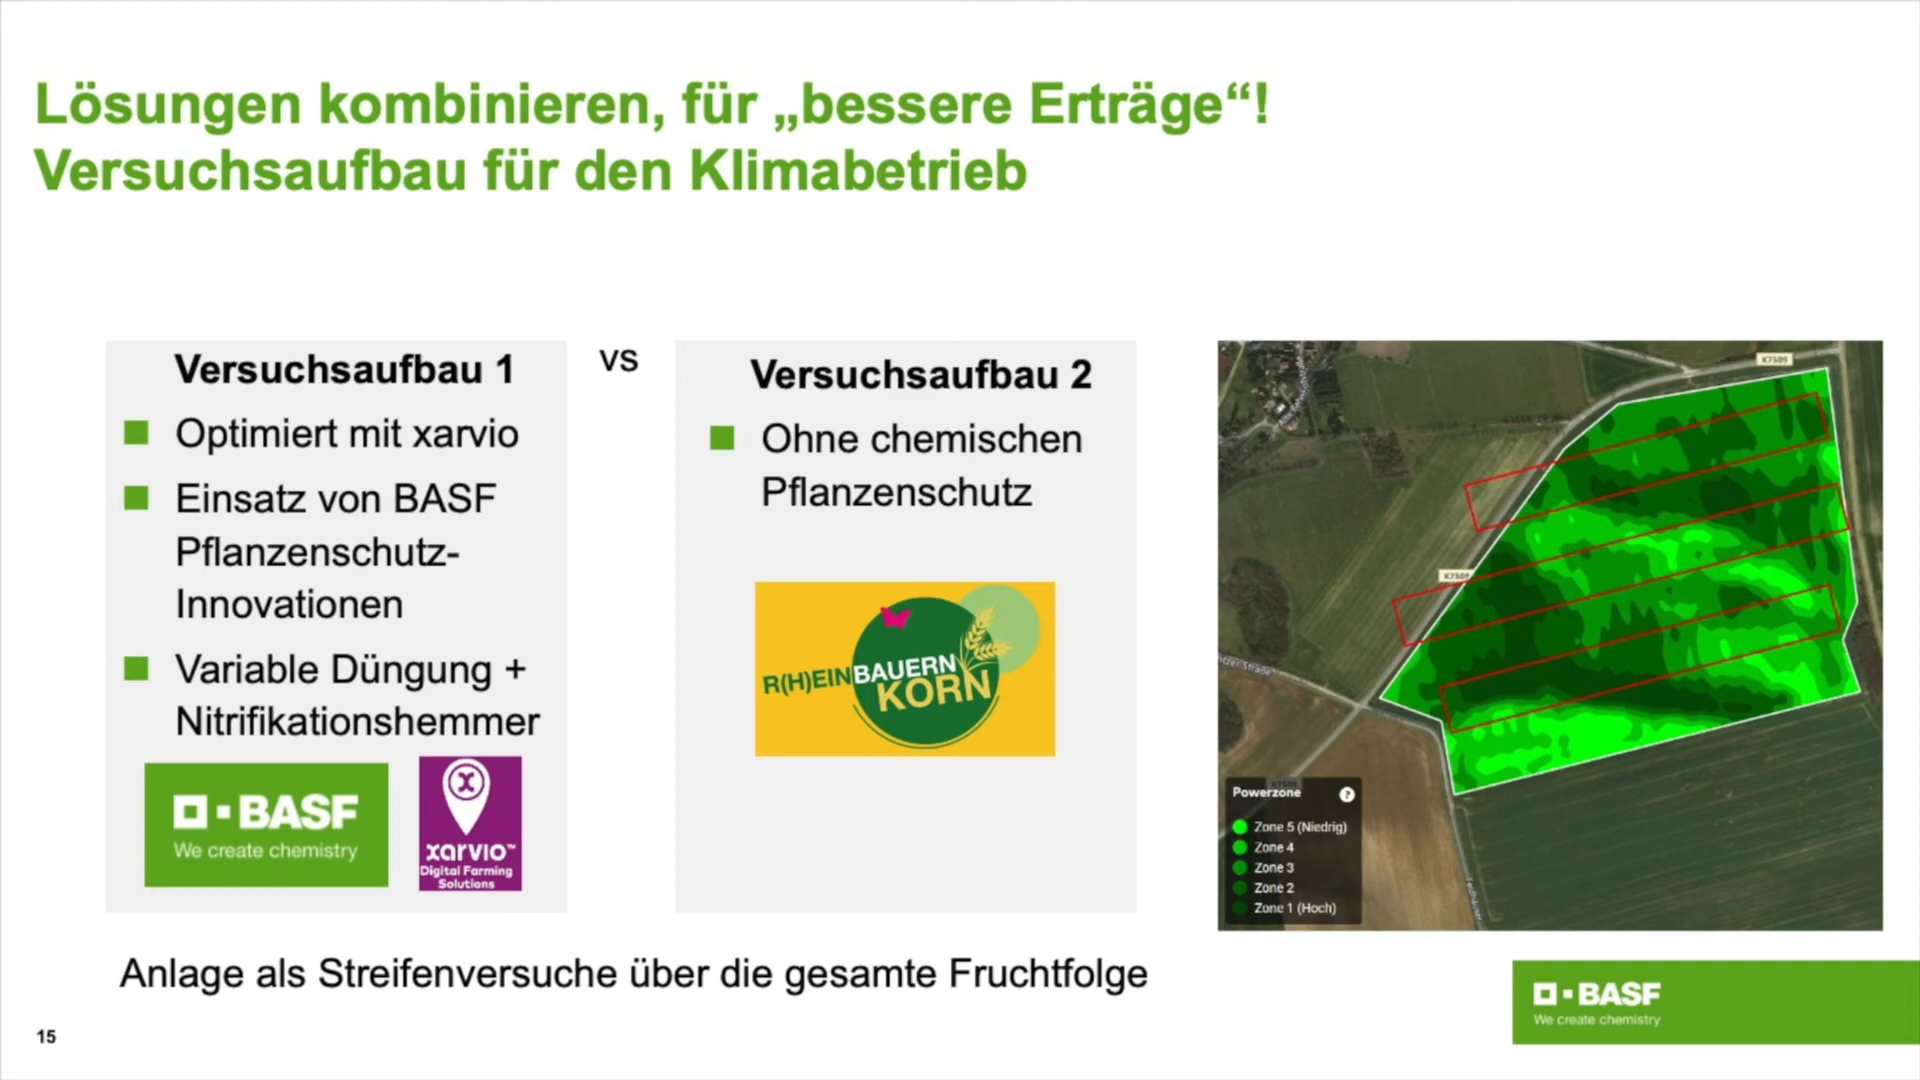 Lösungen kombinieren, für „bessere Erträge“!
Versuchsaufbau für den Klimabetrieb
Versuchsaufbau 1
Optimiert mit xarvio
Einsatz von BASF
Pflanzenschutz-
Innovationen
Variable Düngung +
Nitrifikationshemmer
BASF
We create chemistry
xarvio™
Digital Farming
Solutions
vs
Versuchsaufbau 2
Ohne chemischen
Pflanzenschutz
R(H)EINBAUERN
KORN
K7509
K7509
Powerzone
?
Zone 5 (Niedrig)
Zone 4
Zone 3
Zone 2
Zone 1 (Hoch)
Anlage als Streifenversuche über die gesamte Fruchtfolge
15
BASF
We create chemistry